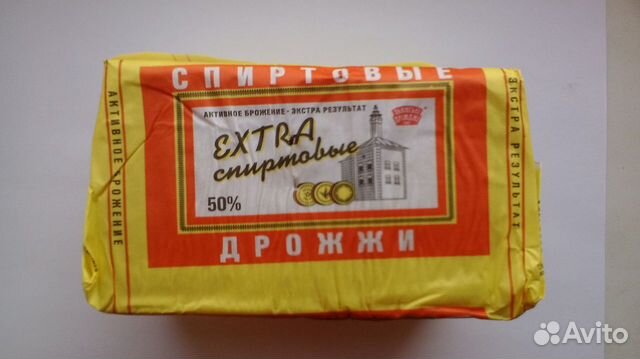 СПИРТОВЫЕ
АКТИВНОЕ БРОЖЕНИЕ - ЭКСТРА РЕЗУЛЬТАТ
EXTRA
спиртовые
50%
ДРОЖЖИ
АКТИВНОЕ БРОЖЕНИЕ
ЭКСТРА РЕЗУЛЬТАТ
Avito